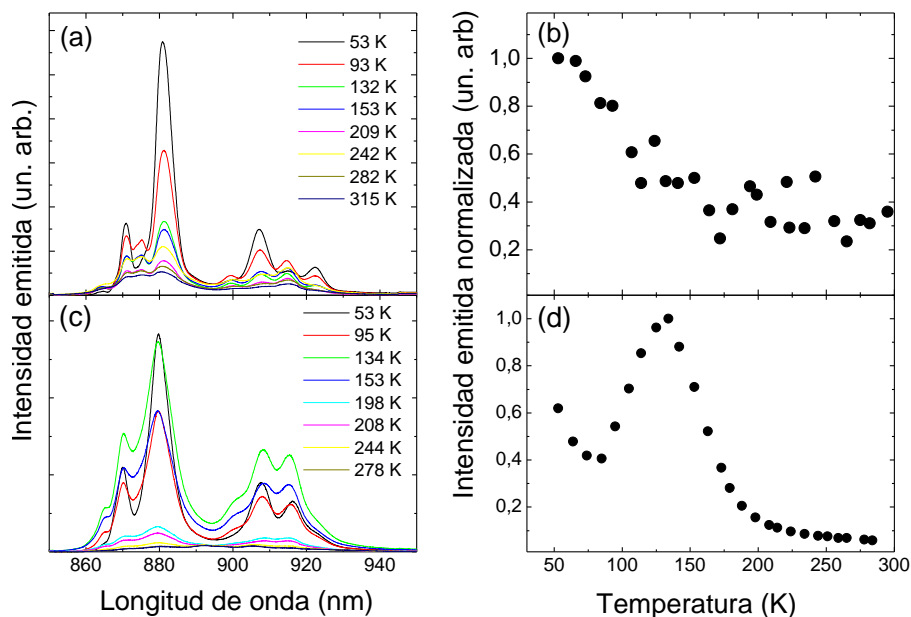 (a)
53 K
93 K
132 K
153 K
209 K
242 K
282 K
315 K
Intensidad emitida (un. arb.)
(c)
53 K
95 K
134 K
153 K
198 K
208 K
244 K
278 K
860 880 900 920 940
Longitud de onda (nm)
(b)
1,0
0,8
0,6
0,4
0,2
Intensidad emitida normalizada (un. arb)
(d)
1,0
0,8
0,6
0,4
0,2
50 100 150 200 250 300
Temperatura (K)